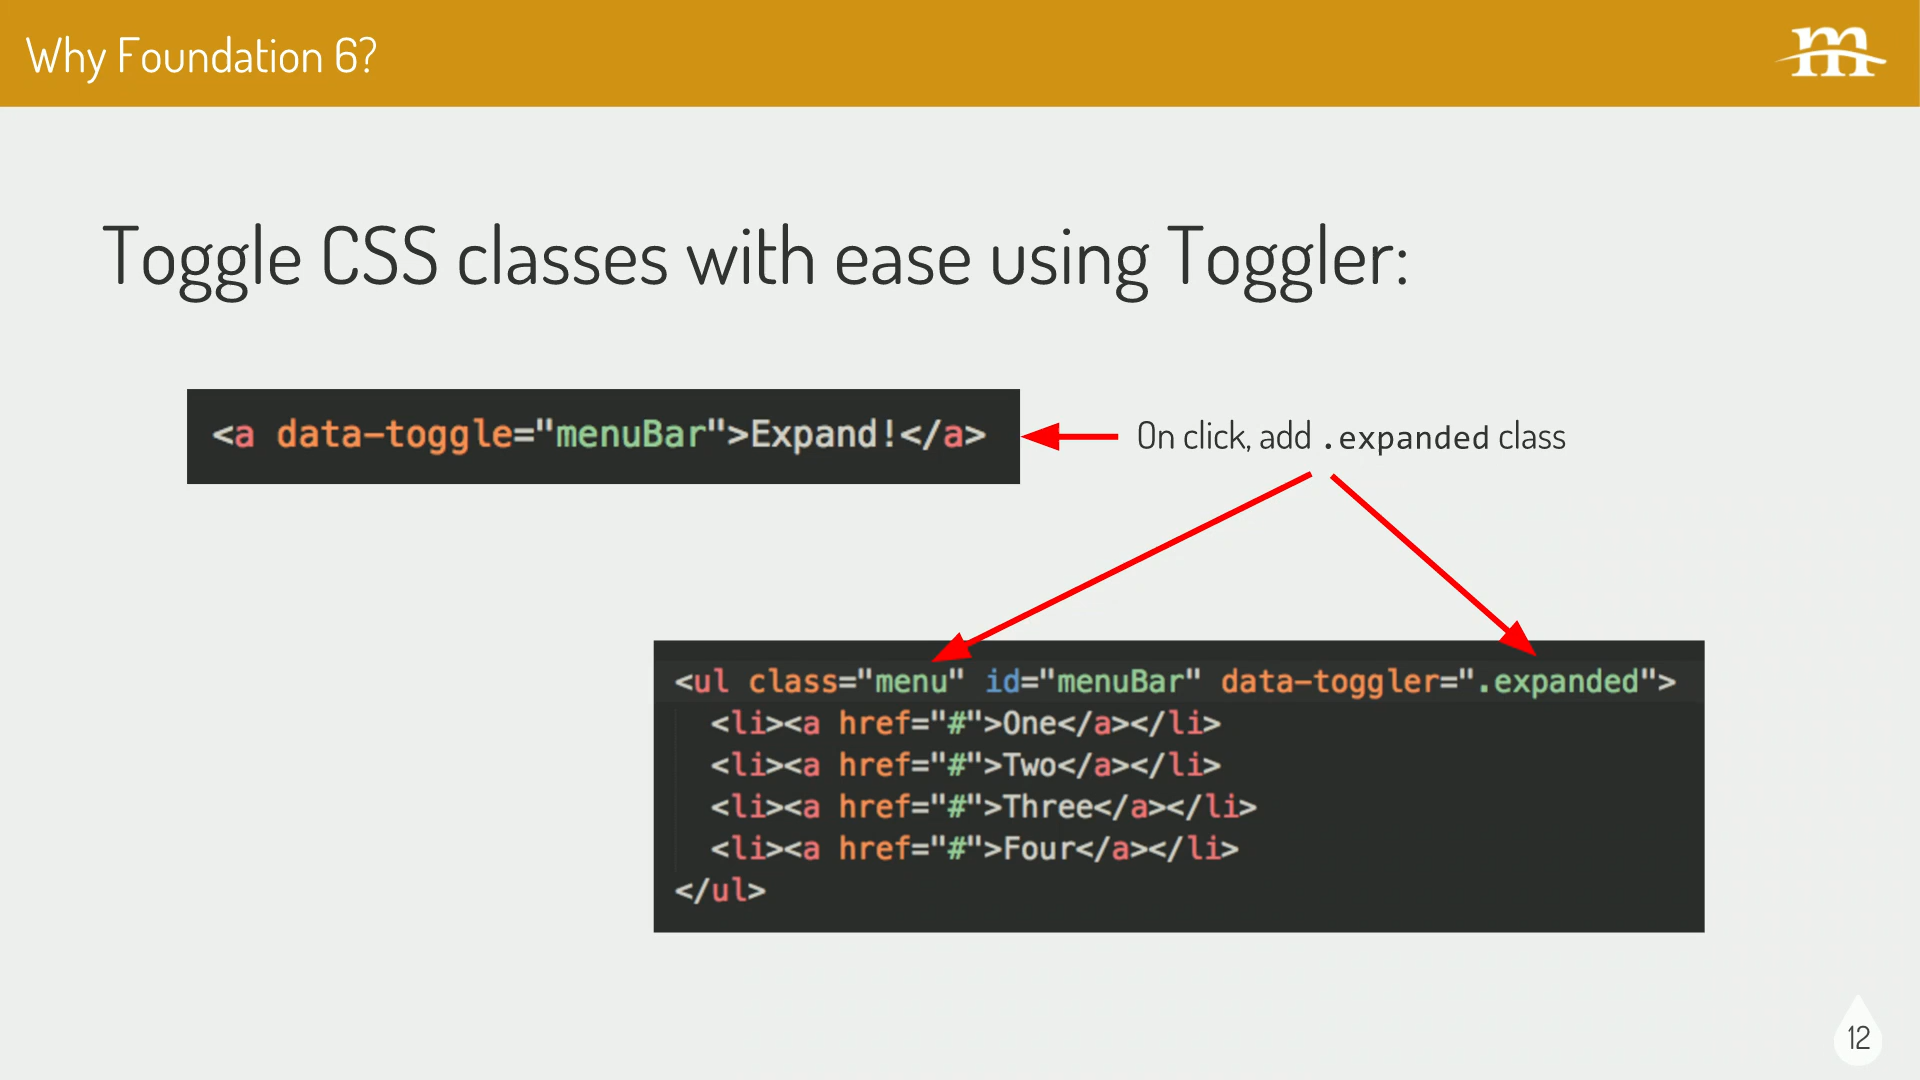 Why Foundation 6?
m
Toggle CSS classes with ease using Toggler:
<a data-toggle="menuBar">Expand!</a>
On click, add .expanded class
<ul class="menu" id="menuBar" data-toggler=".expanded">
<li><a href="#">One</a></li>
<li><a href="#">Two</a></li>
<li><a href="#">Three</a></li>
<li><a href="#">Four</a></li>
</ul>
12